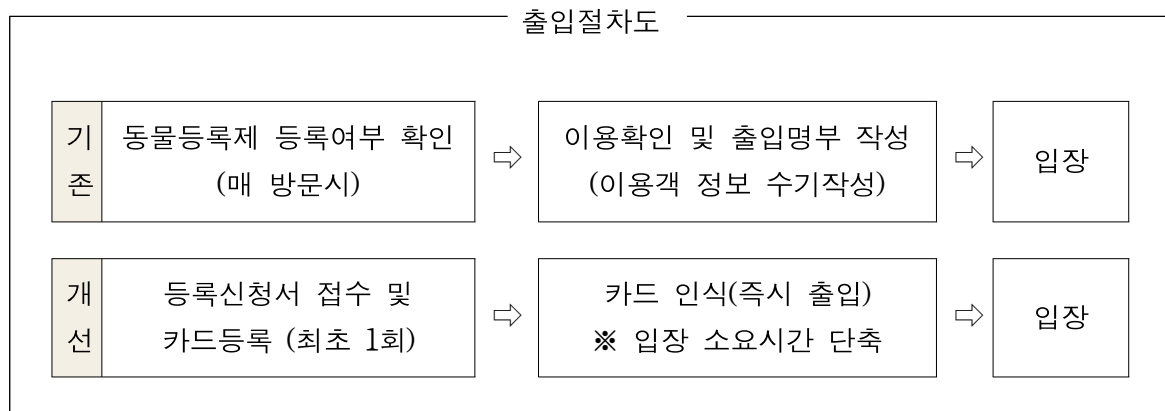 출입절차도
기존
동물등록제 등록여부 확인
(매 방문시)
⇨
이용확인 및 출입명부 작성
(이용객 정보 수기작성)
⇨
입장
개선
등록신청서 접수 및
카드등록 (최초 1회)
⇨
카드 인식(즉시 출입)
※ 입장 소요시간 단축
⇨
입장